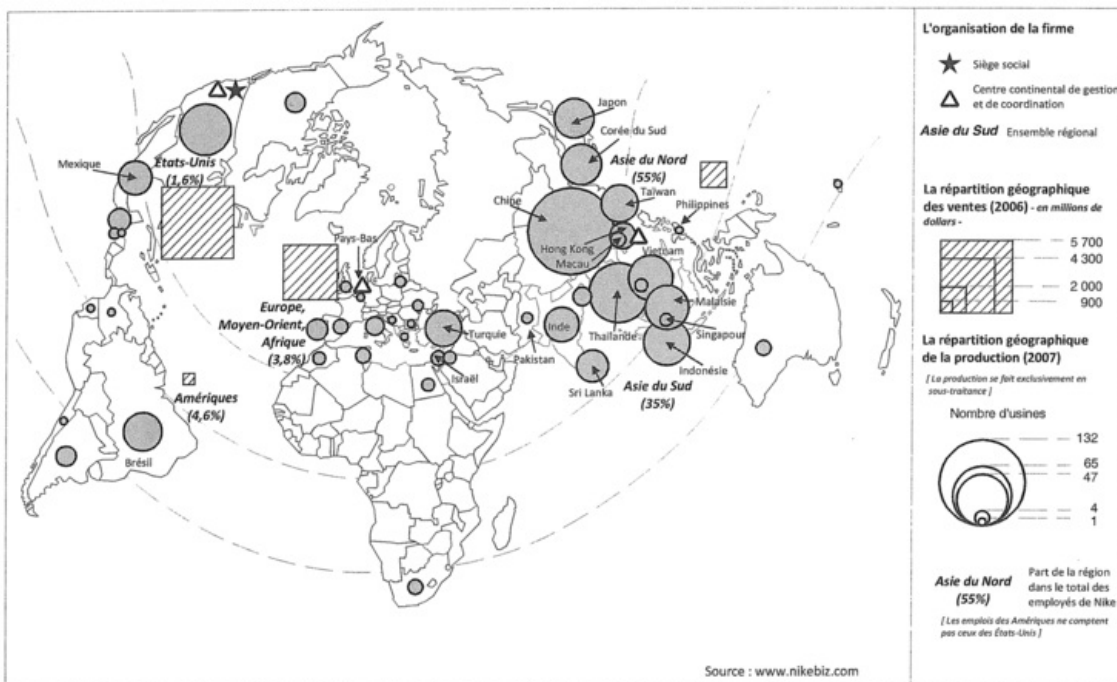 Japon
Corée du Sud
Asie du Nord
(55%)
Mexique
États-Unis
(1,6%)
Taïwan
Philippines
Chine
Pays-Bas
Hong Kong
Macau
Vietnam
Europe,
Moyen-Orient,
Afrique
(3,8%)
Turquie
Inde
Malaisie
Thaïlande
Singapour
Pakistan
Israël
Indonésie
Sri Lanka
Asie du Sud
(35%)
Amériques
(4,6%)
Brésil
Source : www.nikebiz.com
L'organisation de la firme
Siège social
Centre continental de gestion
et de coordination
Asie du Sud Ensemble régional
La répartition géographique
des ventes (2006) - en millions de
dollars -
5 700
4 300
2 000
900
La répartition géographique
de la production (2007)
[ La production se fait exclusivement en
sous-traitance ]
Nombre d'usines
132
65
47
4
1
Asie du Nord
(55%)
Part de la région
dans le total des
employés de Nike
[ Les emplois des Amériques ne comptent
pas ceux des États-Unis ]